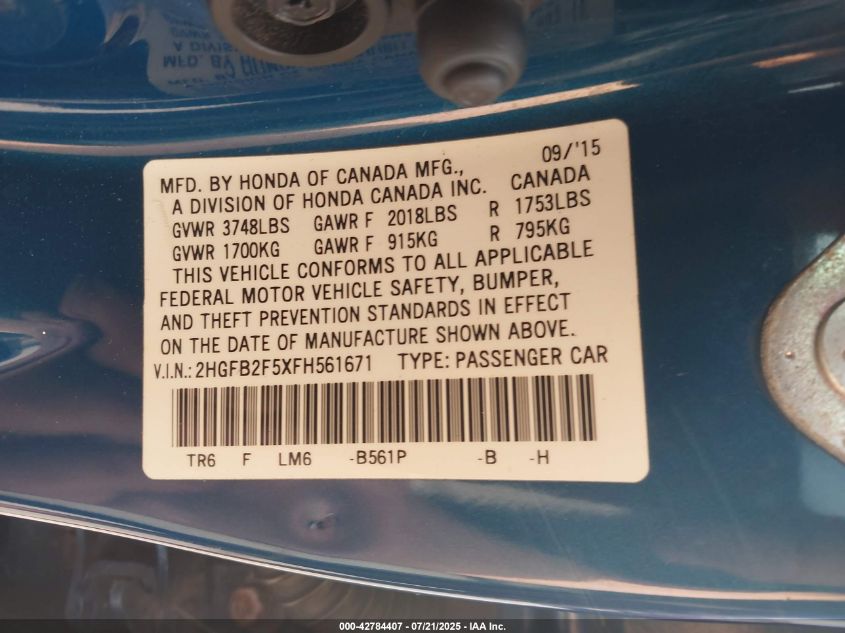 MFD. BY HONDA OF CANADA MFG., 09/'15
A DIVISION OF HONDA CANADA INC. CANADA
GVWR 3748LBS GAWR F 2018LBS R 1753LBS
GVWR 1700KG GAWR F 915KG R 795KG
THIS VEHICLE CONFORMS TO ALL APPLICABLE
FEDERAL MOTOR VEHICLE SAFETY, BUMPER,
AND THEFT PREVENTION STANDARDS IN EFFECT
ON THE DATE OF MANUFACTURE SHOWN ABOVE.
V.I.N.: 2HGFB2F5XFH561671 TYPE: PASSENGER CAR
TR6 F LM6 -B561P -B -H
000-42784407 - 07/21/2025 - IAA Inc.